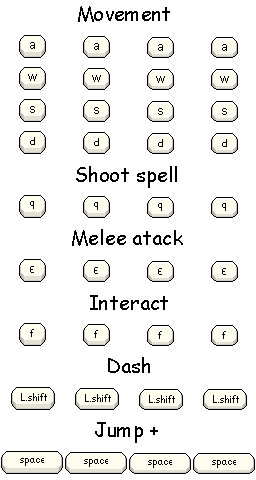 Movement
a a a a
w w w w
s s s s
d d d d
Shoot spell
q q q q
Melee atack
E E E E
Interact
f f f f
Dash
L.shift L.shift L.shift L.shift
Jump +
space space space space